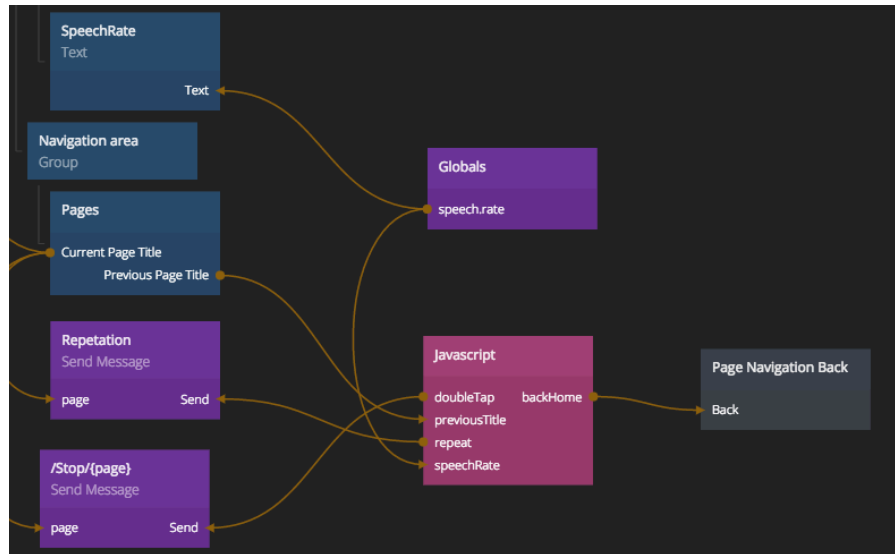 SpeechRate
Text
Text
Navigation area
Group
Pages
Current Page Title
Previous Page Title
Repetation
Send Message
page Send
/Stop/{page}
Send Message
page Send
Globals
speech.rate
Javascript
doubleTap backHome
previousTitle
repeat
speechRate
Page Navigation Back
Back